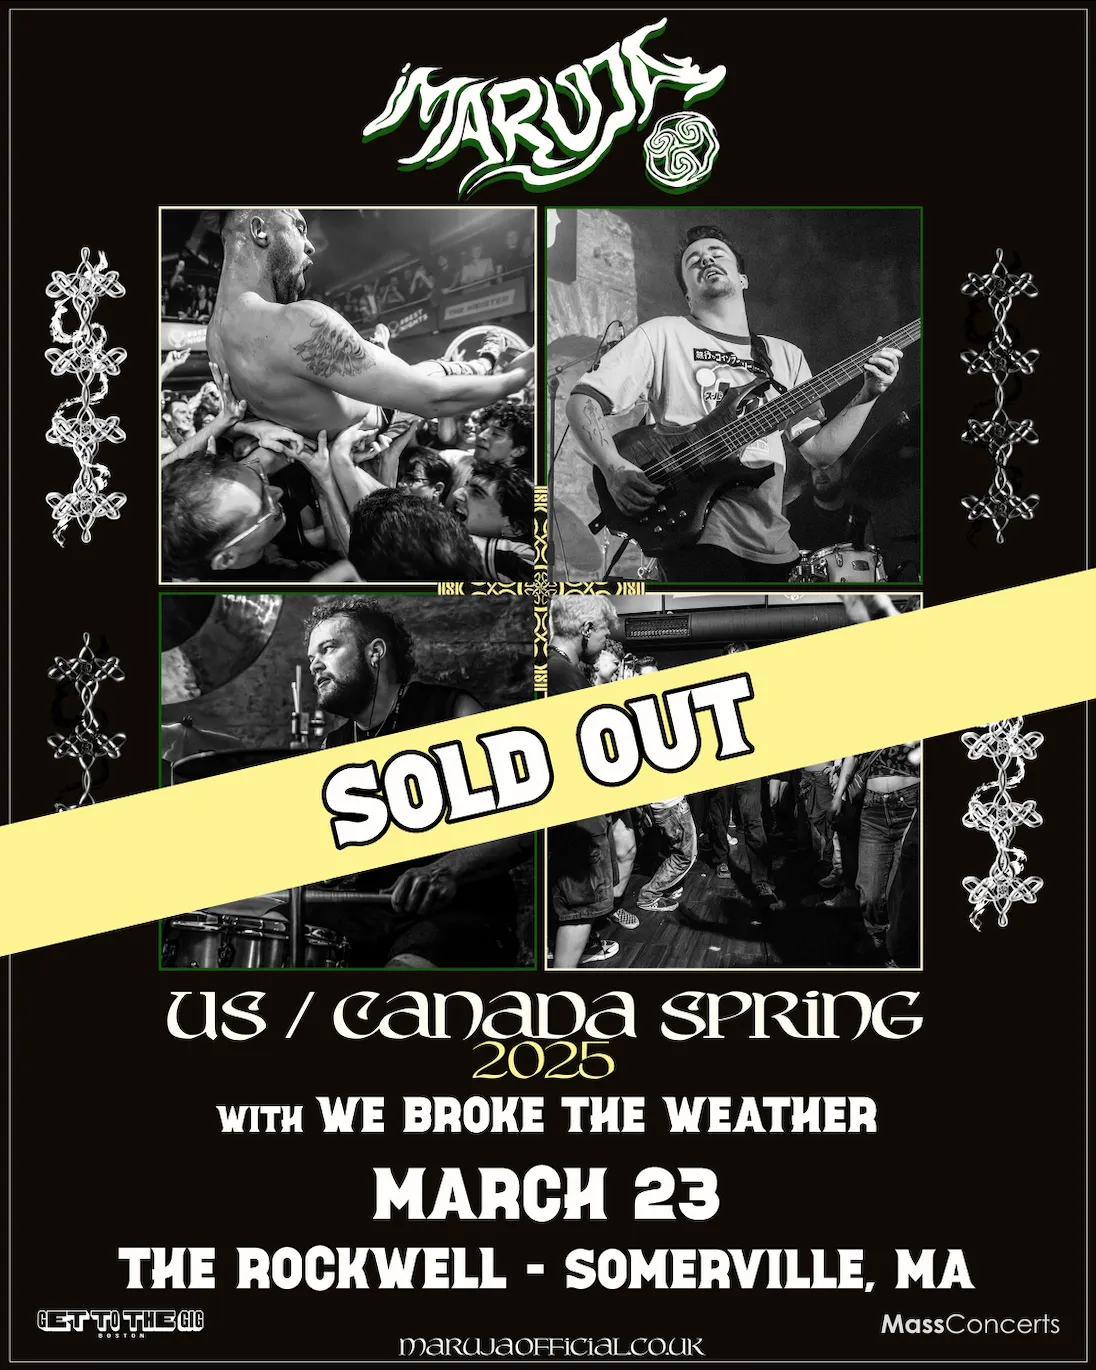 MARUJA
SOLD OUT
US / CANADA SPRING
2025
WITH WE BROKE THE WEATHER
MARCH 23
THE ROCKWELL - SOMERVILLE, MA
GET TO THE GIG
BOSTON
MassConcerts
MARUJAOFFICIAL.CO.UK